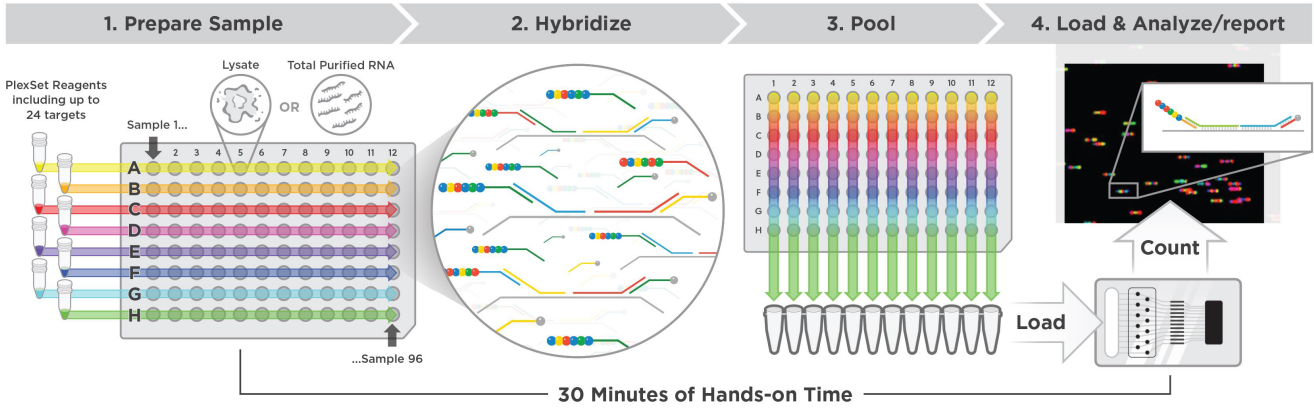 1. Prepare Sample
2. Hybridize
3. Pool
4. Load & Analyze/report
PlexSet Reagents
including up to
24 targets
Lysate
OR
Total Purified RNA
Sample 1...
2 3 4 5 6 7 8 9 10 11 12
A
B
C
D
E
F
G
H
...Sample 96
1 2 3 4 5 6 7 8 9 10 11 12
A
B
C
D
E
F
G
H
Load
Count
30 Minutes of Hands-on Time